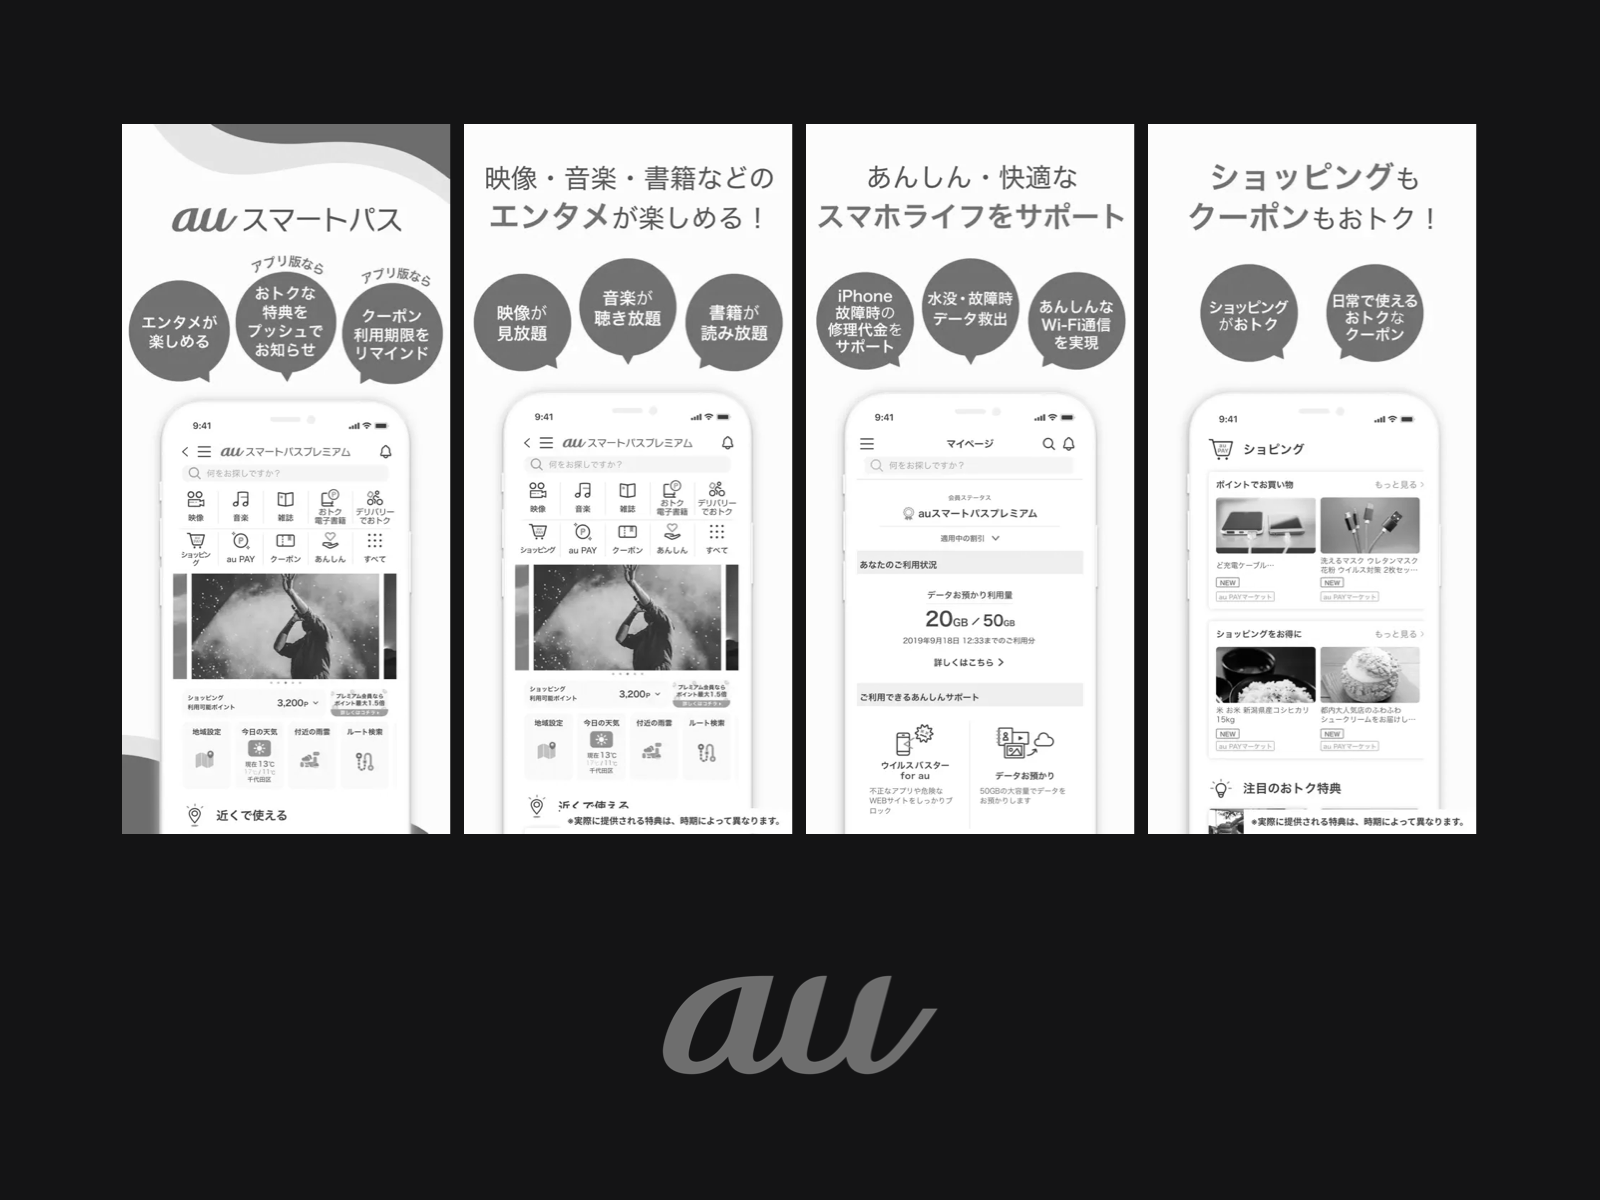 au スマートパス
エンタメが
楽しめる
アプリ版なら
おトクな
特典を
プッシュで
お知らせ
アプリ版なら
クーポン
利用期限を
リマインド
9:41
au スマートパスプレミアム
何をお探しですか？
映像
音楽
雑誌
おトク
電子書籍
デリバリー
でおトク
ショッピン
グ
au PAY
クーポン
あんしん
すべて
ショッピング
利用可能ポイント
3,200P
プレミアム会員なら
ポイント最大1.5倍
詳しくはコチラ
地域設定
今日の天気
現在 13℃
17℃/11℃
千代田区
付近の雨雲
ルート検索
近くで使える
映像・音楽・書籍などの
エンタメが楽しめる！
映像が
見放題
音楽が
聴き放題
書籍が
読み放題
9:41
au スマートパスプレミアム
何をお探しですか？
映像
音楽
雑誌
おトク
電子書籍
デリバリー
でおトク
ショッピング
au PAY
クーポン
あんしん
すべて
ショッピング
利用可能ポイント
3,200P
プレミアム会員なら
ポイント最大1.5倍
詳しくはコチラ
地域設定
今日の天気
現在 13℃
17℃/11℃
千代田区
付近の雨雲
ルート検索
近くで使える
※実際に提供される特典は、時期によって異なります。
あんしん・快適な
スマホライフをサポート
iPhone
故障時の
修理代金を
サポート
水没・故障時
データ救出
あんしんな
Wi-Fi通信
を実現
9:41
マイページ
何をお探しですか？
会員ステータス
auスマートパスプレミアム
適用中の割引
あなたのご利用状況
データお預かり利用量
20GB / 50GB
2019年9月18日 12:33までのご利用分
詳しくはこちら
ご利用できるあんしんサポート
ウイルスバスター
for au
不正なアプリや危険な
WEBサイトをしっかりブ
ロック
データお預かり
50GBの大容量でデータを
お預かりします
ショッピングも
クーポンもおトク！
ショッピング
がおトク
日常で使える
おトクな
クーポン
9:41
au
PAY
ショピング
ポイントでお買い物
もっと見る
ど充電ケーブル…
NEW
au PAYマーケット
洗えるマスク ウレタンマスク
花粉 ウイルス対策 2枚セッ…
NEW
au PAYマーケット
ショッピングをお得に
もっと見る
米 お米 新潟県産コシヒカリ
15kg
NEW
au PAYマーケット
都内大人気店のふわふわ
シュークリームをお届けし…
NEW
au PAYマーケット
注目のおトク特典
※実際に提供される特典は、時期によって異なります。
au